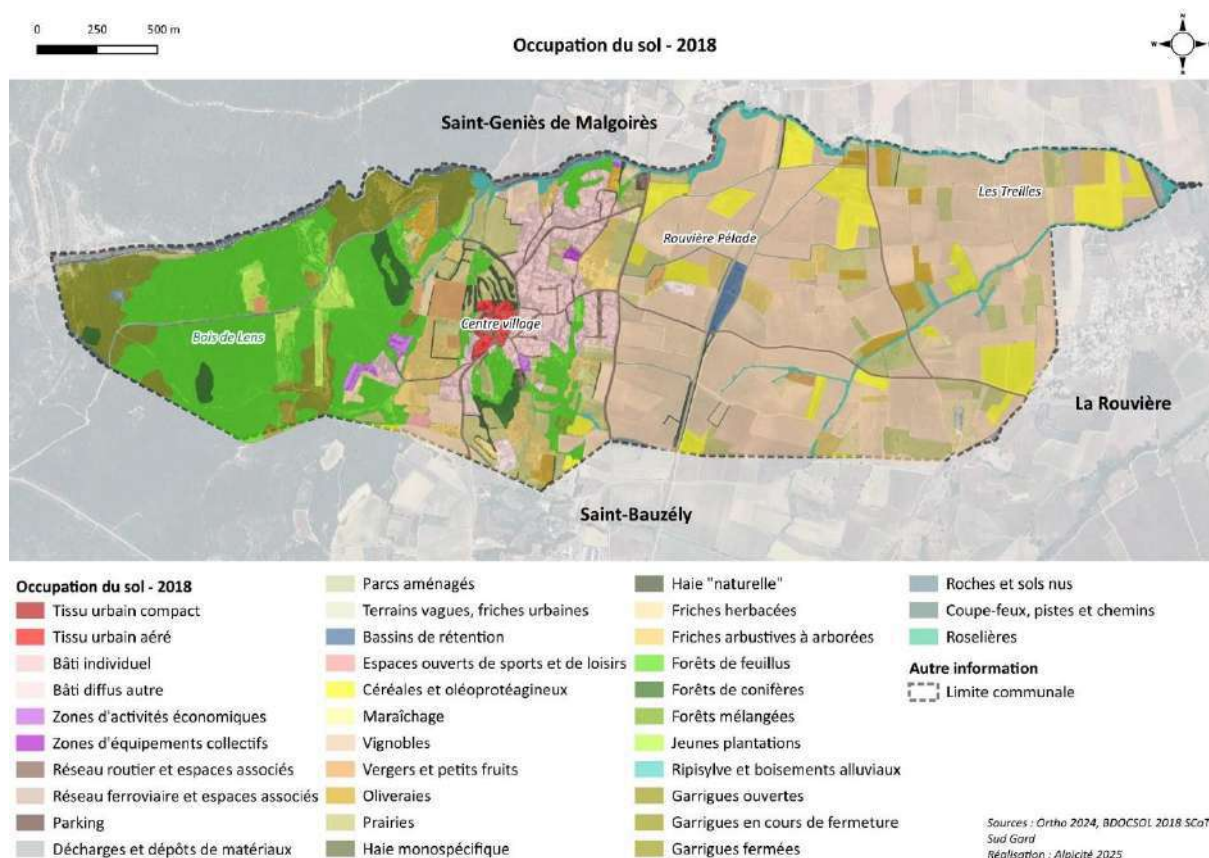 0 250 500 m
Occupation du sol - 2018
N
W
S
Saint-Geniès de Malgoirès
Les Treilles
Rouvière Pélade
Centre village
Bois de Lens
La Rouvière
Saint-Bauzély
Occupation du sol - 2018
Tissu urbain compact
Tissu urbain aéré
Bâti individuel
Bâti diffus autre
Zones d'activités économiques
Zones d'équipements collectifs
Réseau routier et espaces associés
Réseau ferroviaire et espaces associés
Parking
Décharges et dépôts de matériaux
Parcs aménagés
Terrains vagues, friches urbaines
Bassins de rétention
Espaces ouverts de sports et de loisirs
Céréales et oléoprotéagineux
Maraîchage
Vignobles
Vergers et petits fruits
Oliveraies
Prairies
Haie monospécifique
Haie "naturelle"
Friches herbacées
Friches arbustives à arborées
Forêts de feuillus
Forêts de conifères
Forêts mélangées
Jeunes plantations
Ripisylve et boisements alluviaux
Garrigues ouvertes
Garrigues en cours de fermeture
Garrigues fermées
Roches et sols nus
Coupe-feux, pistes et chemins
Roselières
Autre information
Limite communale
Sources : Ortho 2024, BDOCSOL 2018 SCoT
Sud Gard
Réalisation : Alpicité 2025